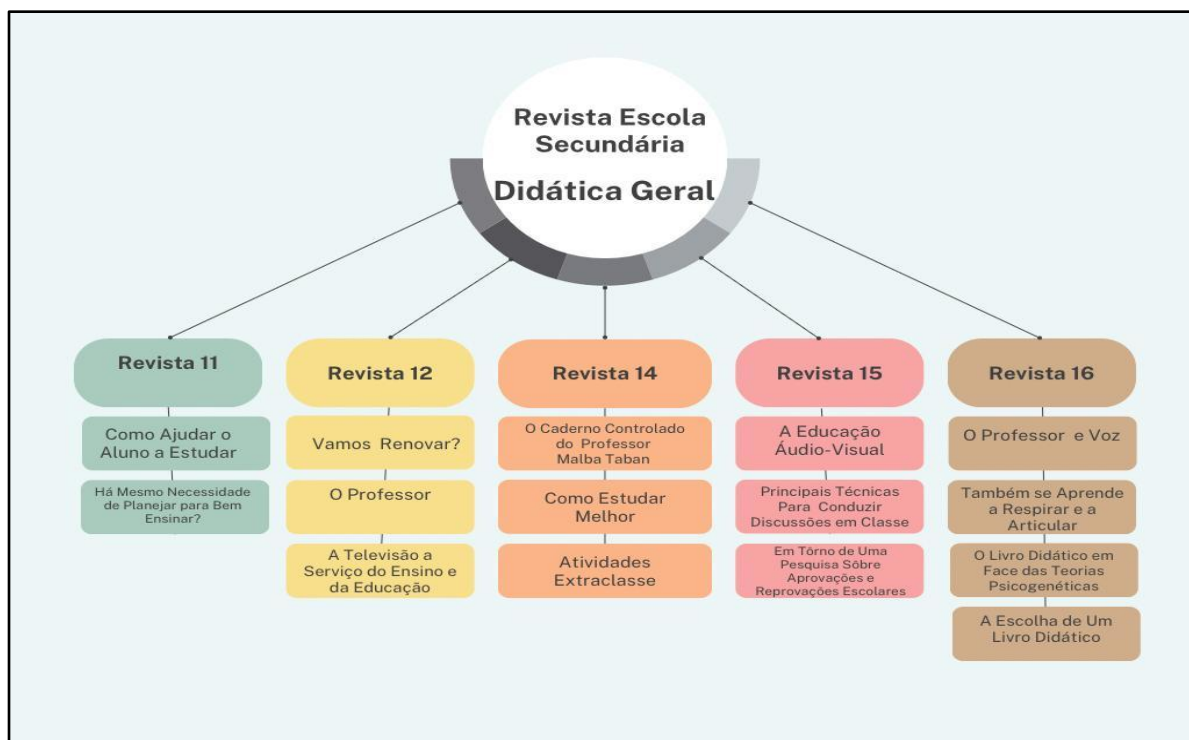 Revista Escola
Secundária
Didática Geral
Revista 11
Como Ajudar o
Aluno a Estudar
Há Mesmo Necessidade
de Planejar para Bem
Ensinar?
Revista 12
Vamos Renovar?
O Professor
A Televisão a
Serviço do Ensino e
da Educação
Revista 14
O Caderno Controlado
do Professor
Malba Taban
Como Estudar
Melhor
Atividades
Extraclasse
Revista 15
A Educação
Áudio-Visual
Principais Técnicas
Para Conduzir
Discussões em Classe
Em Tôrno de Uma
Pesquisa Sôbre
Aprovações e
Reprovações Escolares
Revista 16
O Professor e Voz
Também se Aprende
a Respirar e a
Articular
O Livro Didático em
Face das Teorias
Psicogenéticas
A Escolha de Um
Livro Didático